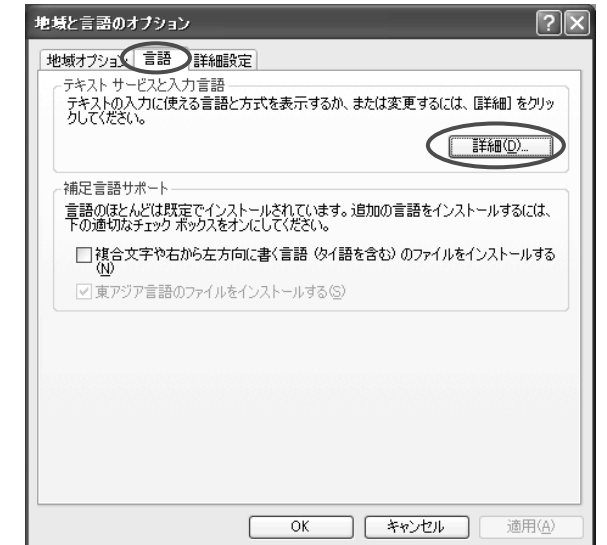 地域と言語のオプション
地域オプション 言語 詳細設定
テキスト サービスと入力言語
テキストの入力に使える言語と方式を表示するか、または変更するには、[詳細] をクリッ
クしてください。
詳細(D)...
補足言語サポート
言語のほとんどは既定でインストールされています。追加の言語をインストールするには、
下の適切なチェック ボックスをオンにしてください。
複合文字や右から左方向に書く言語 (タイ語を含む) のファイルをインストールする
(N)
東アジア言語のファイルをインストールする(S)
OK キャンセル 適用(A)